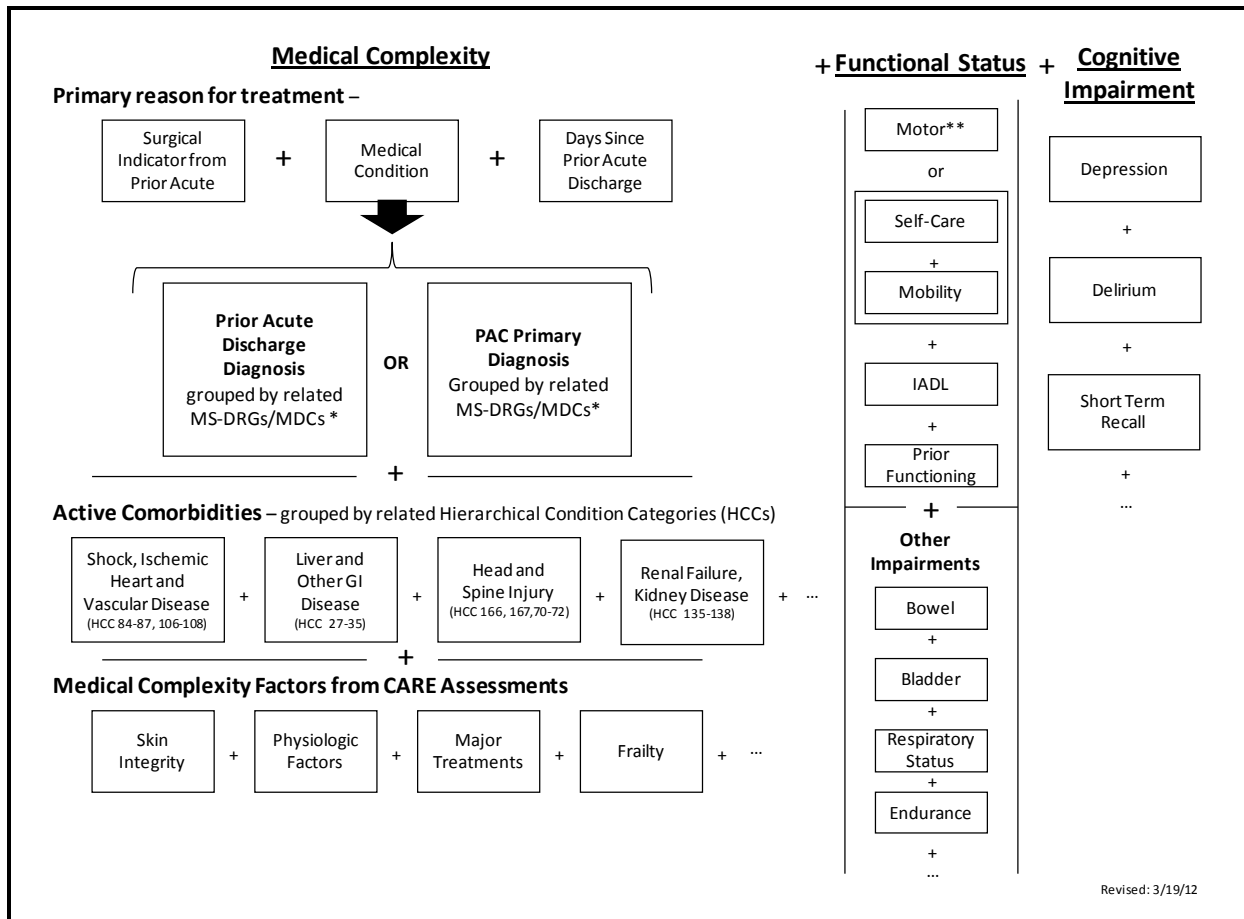 Medical Complexity
Primary reason for treatment –
Surgical
Indicator from
Prior Acute
+
Medical
Condition
+
Days Since
Prior Acute
Discharge
Prior Acute
Discharge
Diagnosis
grouped by related
MS-DRGs/MDCs *
OR
PAC Primary
Diagnosis
Grouped by related
MS-DRGs/MDCs*
+
Active Comorbidities – grouped by related Hierarchical Condition Categories (HCCs)
Shock, Ischemic
Heart and
Vascular Disease
(HCC 84-87, 106-108)
+
Liver and
Other GI
Disease
(HCC 27-35)
+
Head and
Spine Injury
(HCC 166, 167,70-72)
+
Renal Failure,
Kidney Disease
(HCC 135-138)
+ ...
+
Medical Complexity Factors from CARE Assessments
Skin
Integrity
+
Physiologic
Factors
+
Major
Treatments
+
Frailty
+ ...
+ Functional Status
Motor**
or
Self-Care
+
Mobility
+
IADL
+
Prior
Functioning
+
Other
Impairments
Bowel
+
Bladder
+
Respiratory
Status
+
Endurance
+
...
+ Cognitive
Impairment
Depression
+
Delirium
+
Short Term
Recall
+
...
Revised: 3/19/12